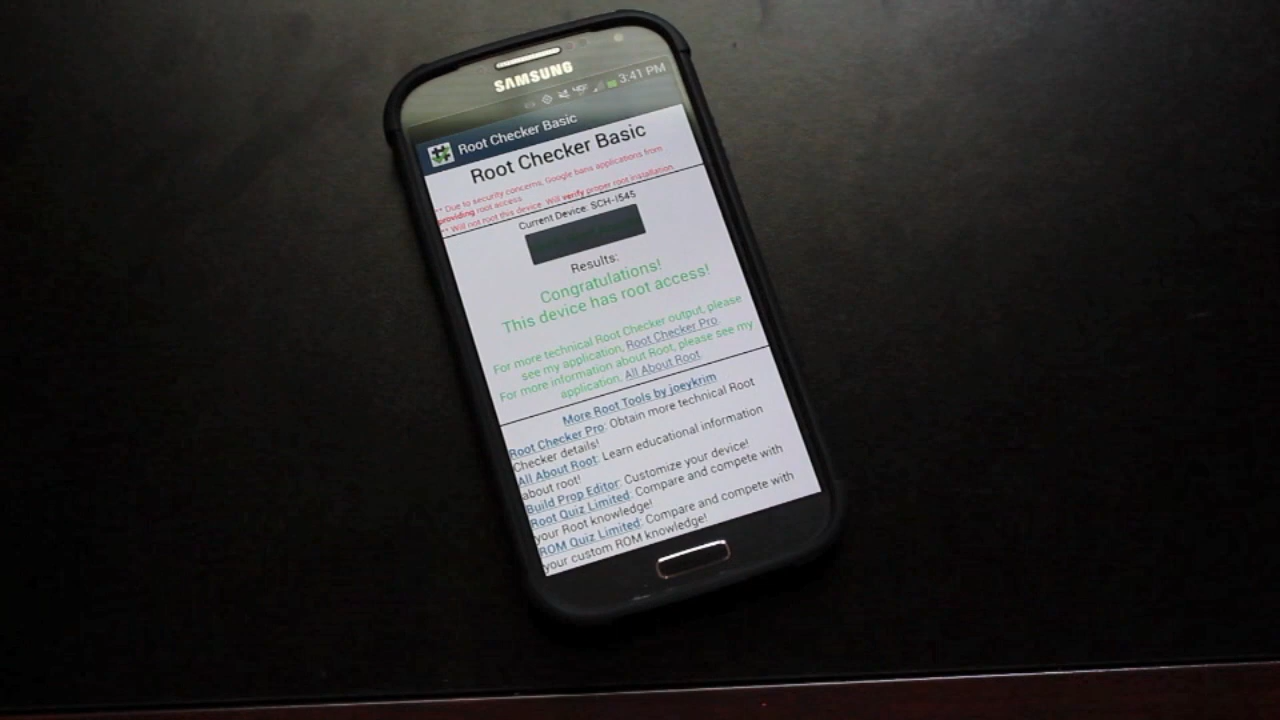 SAMSUNG
3:41 PM
Root Checker Basic
Root Checker Basic
** Due to security concerns, Google bans applications from
providing root access
** Will not root this device. Will verify proper root installation.
Current Device: SCH-I545
Results:
Congratulations!
This device has root access!
For more technical Root Checker output, please
see my application, Root Checker Pro
For more information about Root, please see my
application, All About Root
More Root Tools by joeykrim
Root Checker Pro: Obtain more technical Root
Checker details!
All About Root: Learn educational information
about root!
Build Prop Editor: Customize your device!
Root Quiz Limited: Compare and compete with
your Root knowledge!
ROM Quiz Limited: Compare and compete with
your custom ROM knowledge!